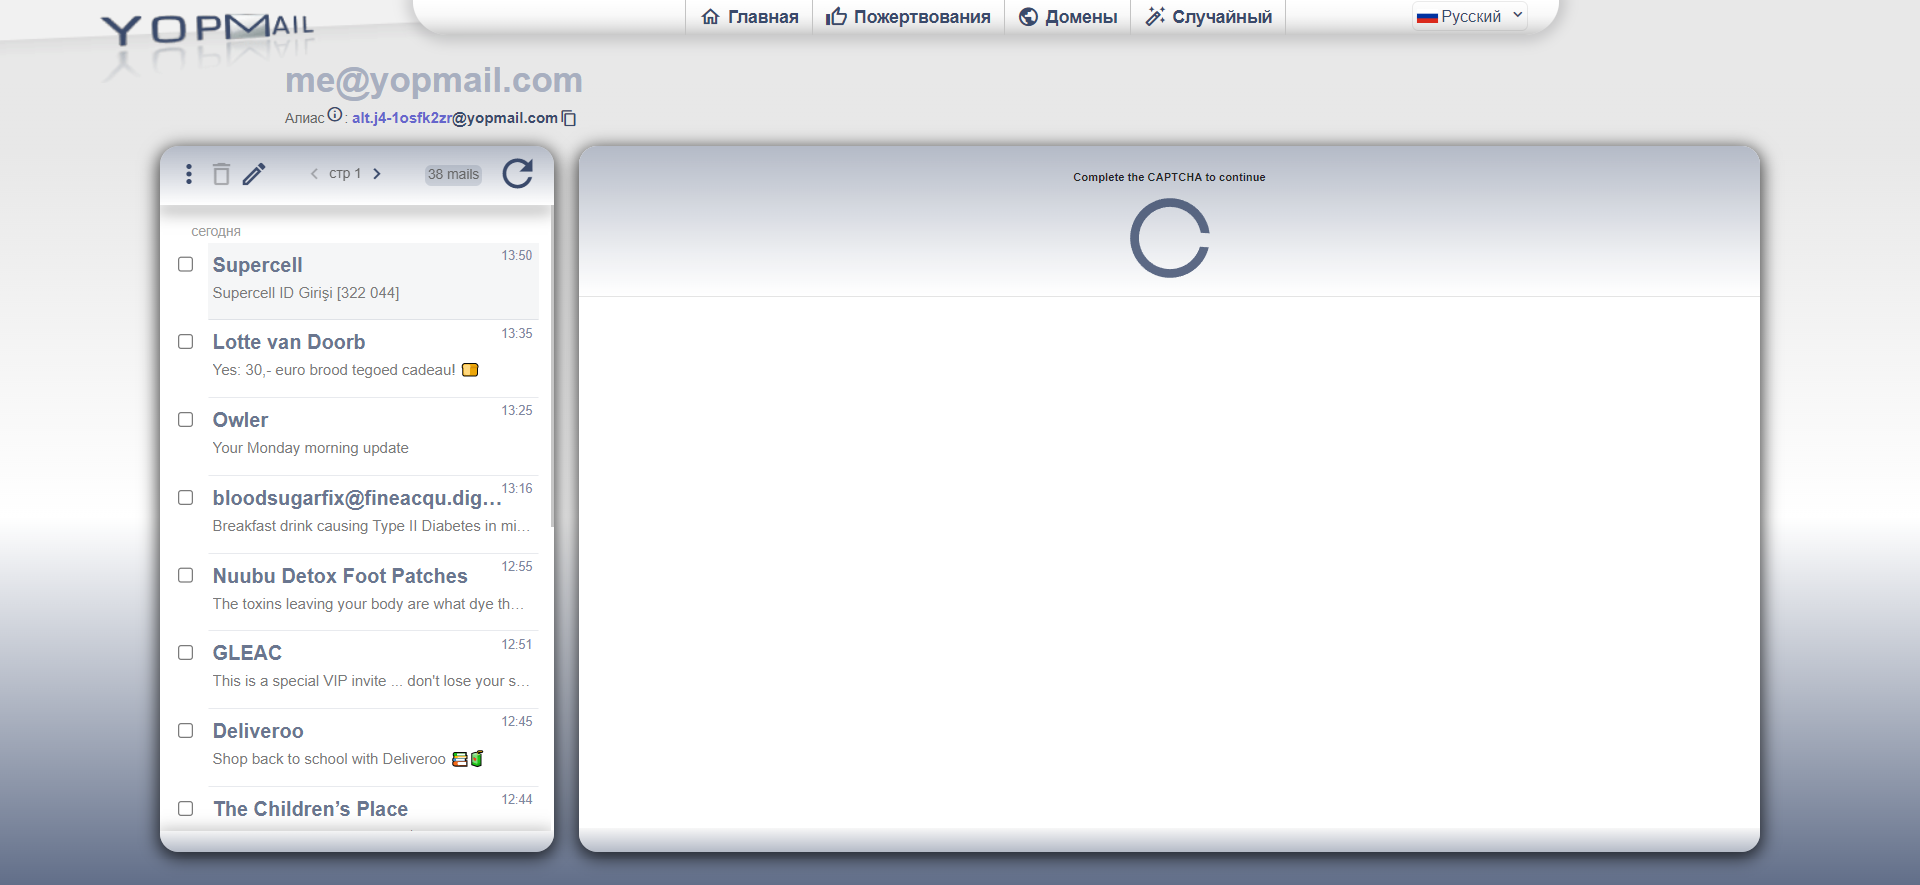 YOPMAIL
Главная
Пожертвования
Домены
Случайный
Русский
me@yopmail.com
Алиас : alt.j4-1osfk2zr@yopmail.com
стр 1
38 mails
сегодня
Supercell
13:50
Supercell ID Girişi [322 044]
Lotte van Doorb
13:35
Yes: 30,- euro brood tegoed cadeau! 🍞
Owler
13:25
Your Monday morning update
bloodsugarfix@fineacqu.dig…
13:16
Breakfast drink causing Type II Diabetes in mi…
Nuubu Detox Foot Patches
12:55
The toxins leaving your body are what dye th…
GLEAC
12:51
This is a special VIP invite ... don't lose your s…
Deliveroo
12:45
Shop back to school with Deliveroo 📚🧃
The Children’s Place
12:44
Complete the CAPTCHA to continue